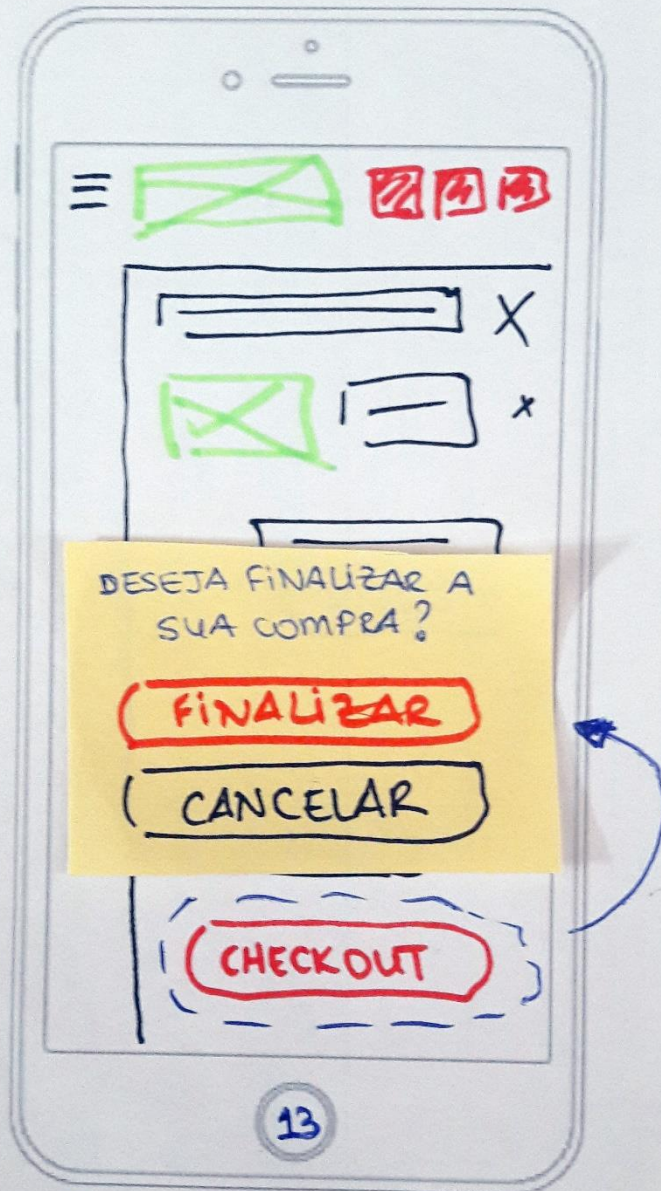 DESEJA FINALIZAR A
SUA COMPRA?
FINALIZAR
CANCELAR
CHECKOUT
13